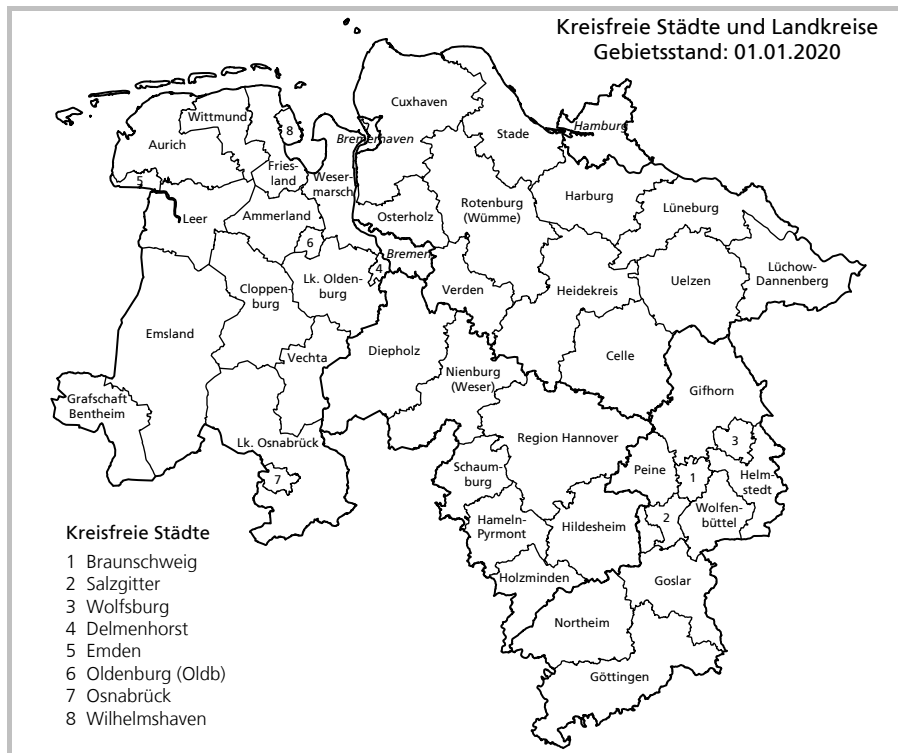 Kreisfreie Städte und Landkreise
Gebietsstand: 01.01.2020
Cuxhaven
Wittmund
8
Stade
Hamburg
Bremerhaven
Aurich
Fries-
land
Weser-
marsch
5
Harburg
Rotenburg
(Wümme)
Lüneburg
Leer
Ammerland
Osterholz
6
Bremen
4
Lk. Olden-
burg
Cloppen-
burg
Verden
Heidekreis
Uelzen
Lüchow-
Dannenberg
Emsland
Vechta
Diepholz
Celle
Nienburg
(Weser)
Gifhorn
Grafschaft
Bentheim
Lk. Osnabrück
Region Hannover
3
7
Schaum-
burg
Peine
1
Helm-
stedt
Wolfen-
büttel
2
Hameln-
Pyrmont
Hildesheim
Holzminden
Goslar
Northeim
Göttingen
Kreisfreie Städte
1 Braunschweig
2 Salzgitter
3 Wolfsburg
4 Delmenhorst
5 Emden
6 Oldenburg (Oldb)
7 Osnabrück
8 Wilhelmshaven